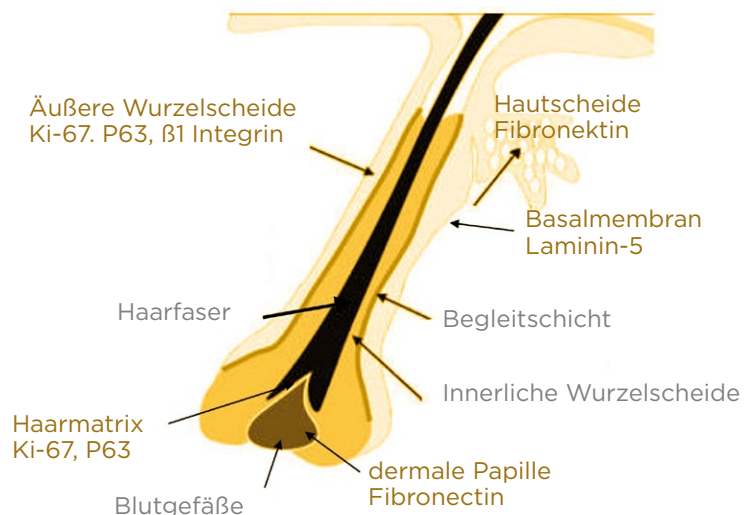 Äußere Wurzelscheide
Ki-67. P63, ß1 Integrin
Hautscheide
Fibronektin
Basalmembran
Laminin-5
Haarfaser
Begleitschicht
Innerliche Wurzelscheide
Haarmatrix
Ki-67, P63
dermale Papille
Fibronectin
Blutgefäße